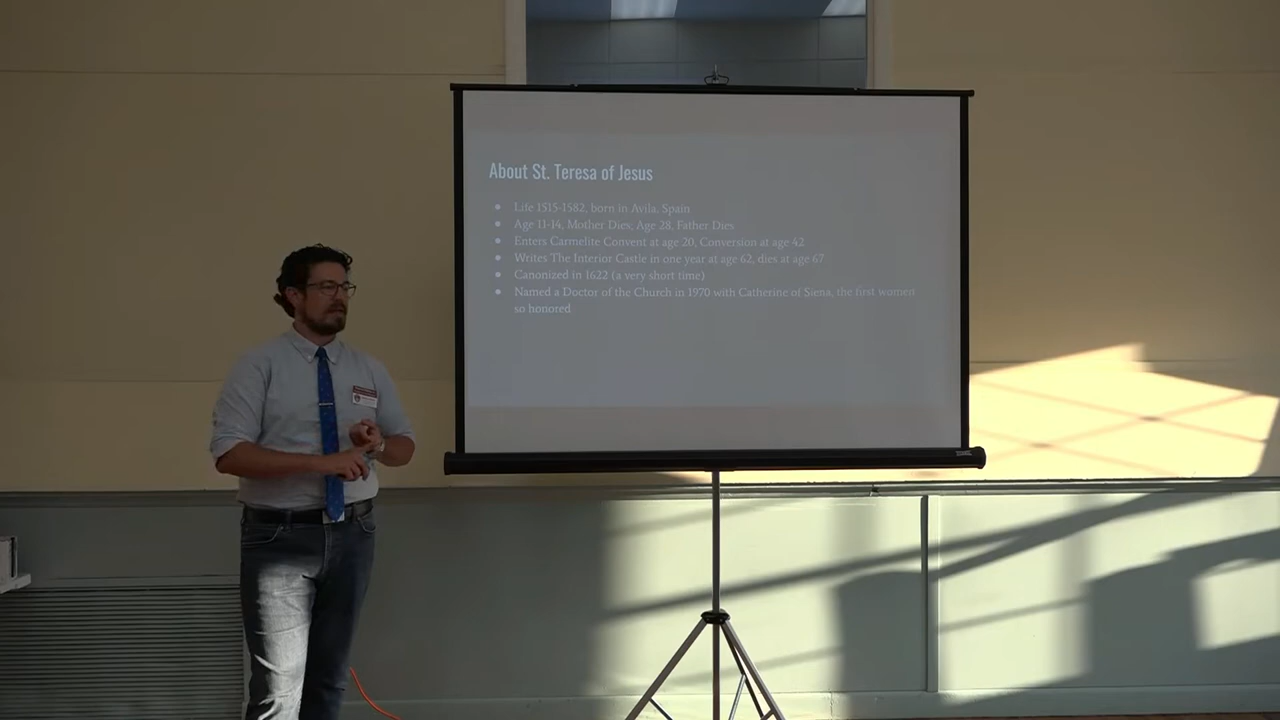 About St. Teresa of Jesus
● Life 1515-1582, born in Avila, Spain
● Age 11-14, Mother Dies; Age 28, Father Dies
● Enters Carmelite Convent at age 20, Conversion at age 42
● Writes The Interior Castle in one year at age 62, dies at age 67
● Canonized in 1622 (a very short time)
● Named a Doctor of the Church in 1970 with Catherine of Siena, the first women
so honored